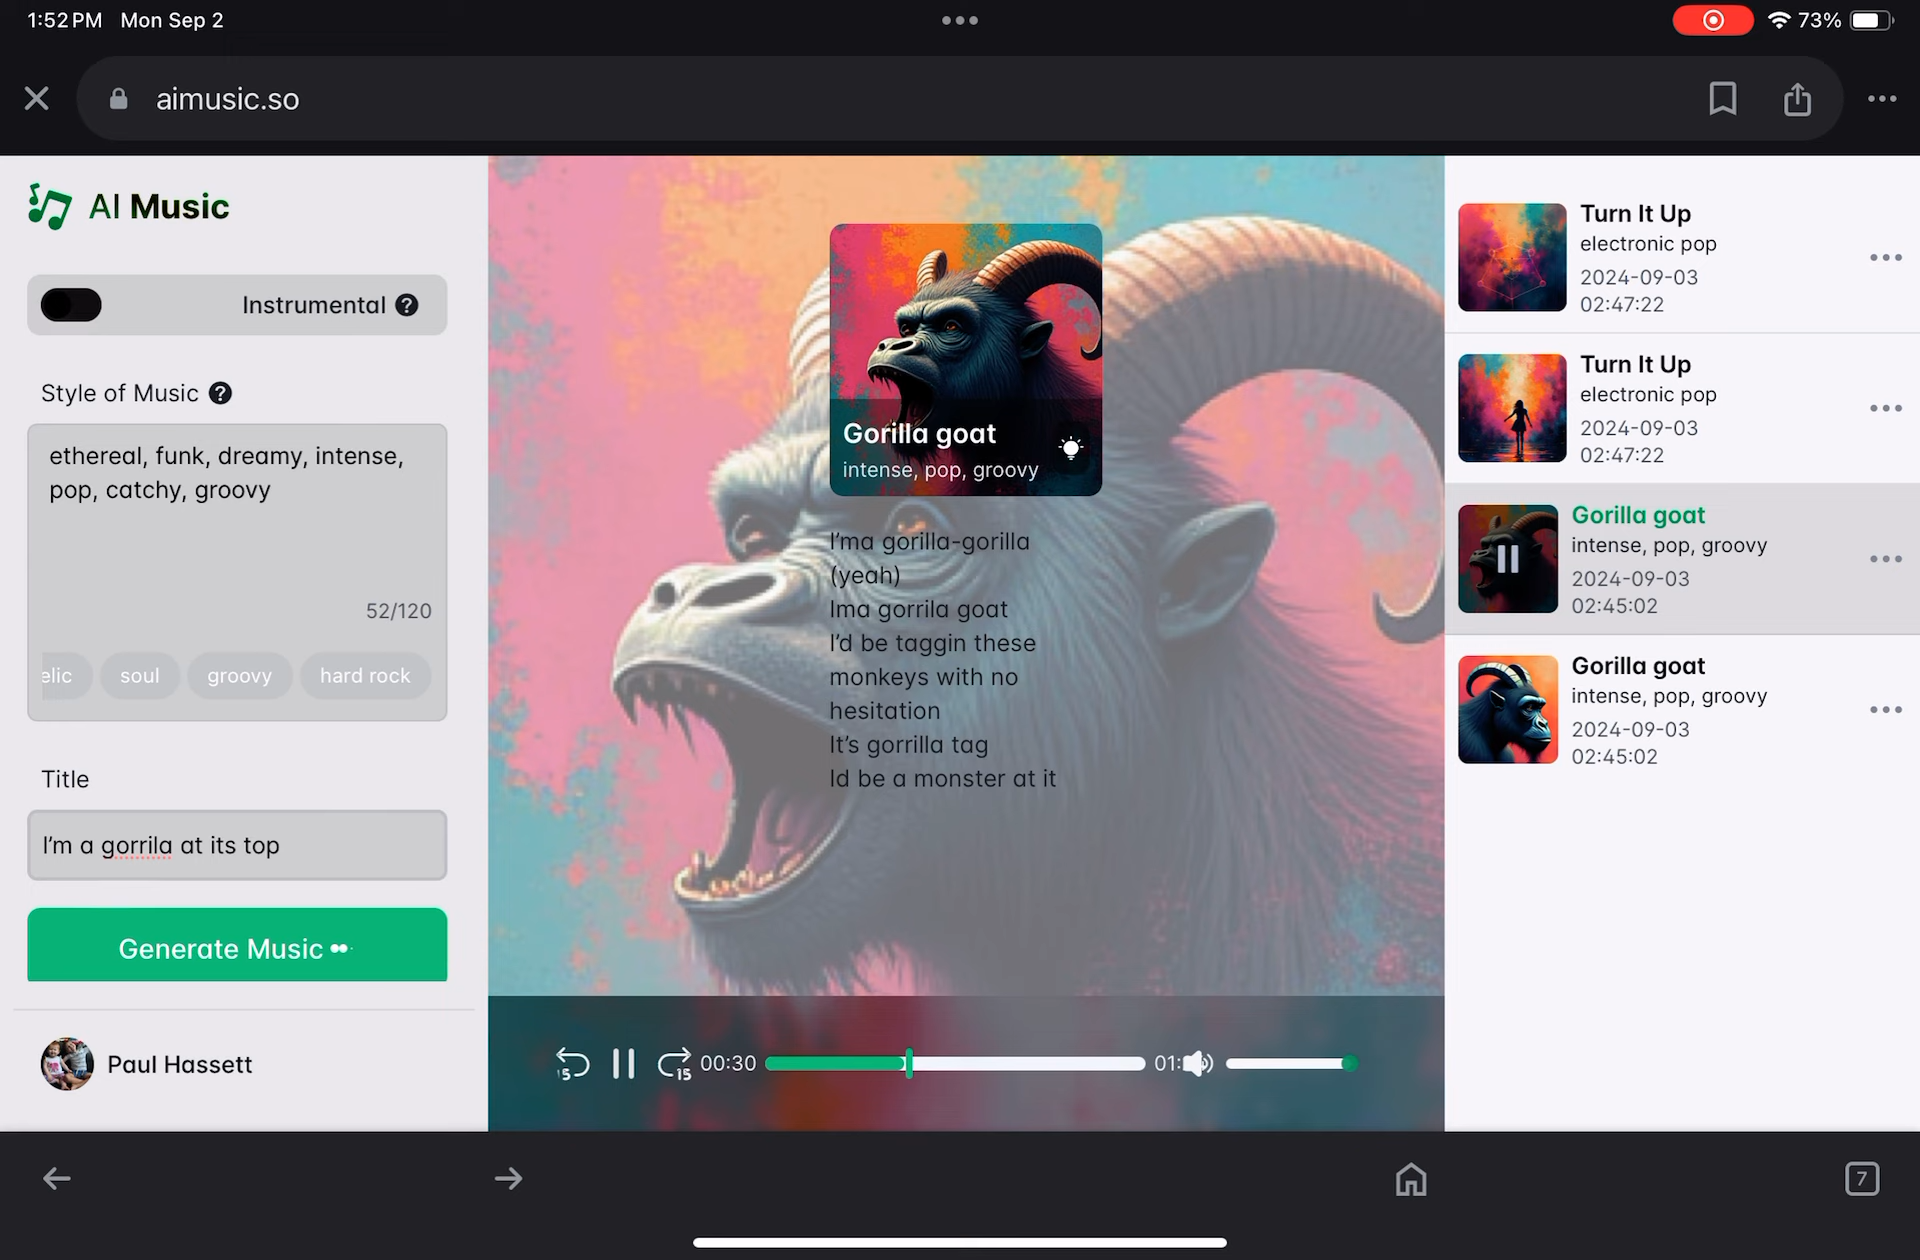 1:52 PM Mon Sep 2
73%
aimusic.so
AI Music
Instrumental ?
Style of Music ?
ethereal, funk, dreamy, intense,
pop, catchy, groovy
52/120
elic soul groovy hard rock
Title
I'm a gorrila at its top
Generate Music
Paul Hassett
Gorilla goat
intense, pop, groovy
I'ma gorilla-gorilla
(yeah)
Ima gorrila goat
I'd be taggin these
monkeys with no
hesitation
It's gorrilla tag
Id be a monster at it
15 15 00:30 01:
Turn It Up
electronic pop
2024-09-03
02:47:22
Turn It Up
electronic pop
2024-09-03
02:47:22
Gorilla goat
intense, pop, groovy
2024-09-03
02:45:02
Gorilla goat
intense, pop, groovy
2024-09-03
02:45:02
7